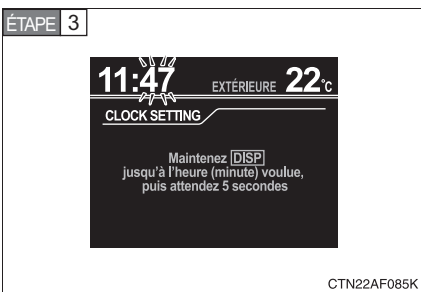 ÉTAPE 3
11:47 EXTÉRIEURE 22°c
CLOCK SETTING
Maintenez DISP
jusqu'à l'heure (minute) voulue,
puis attendez 5 secondes
CTN22AF085K